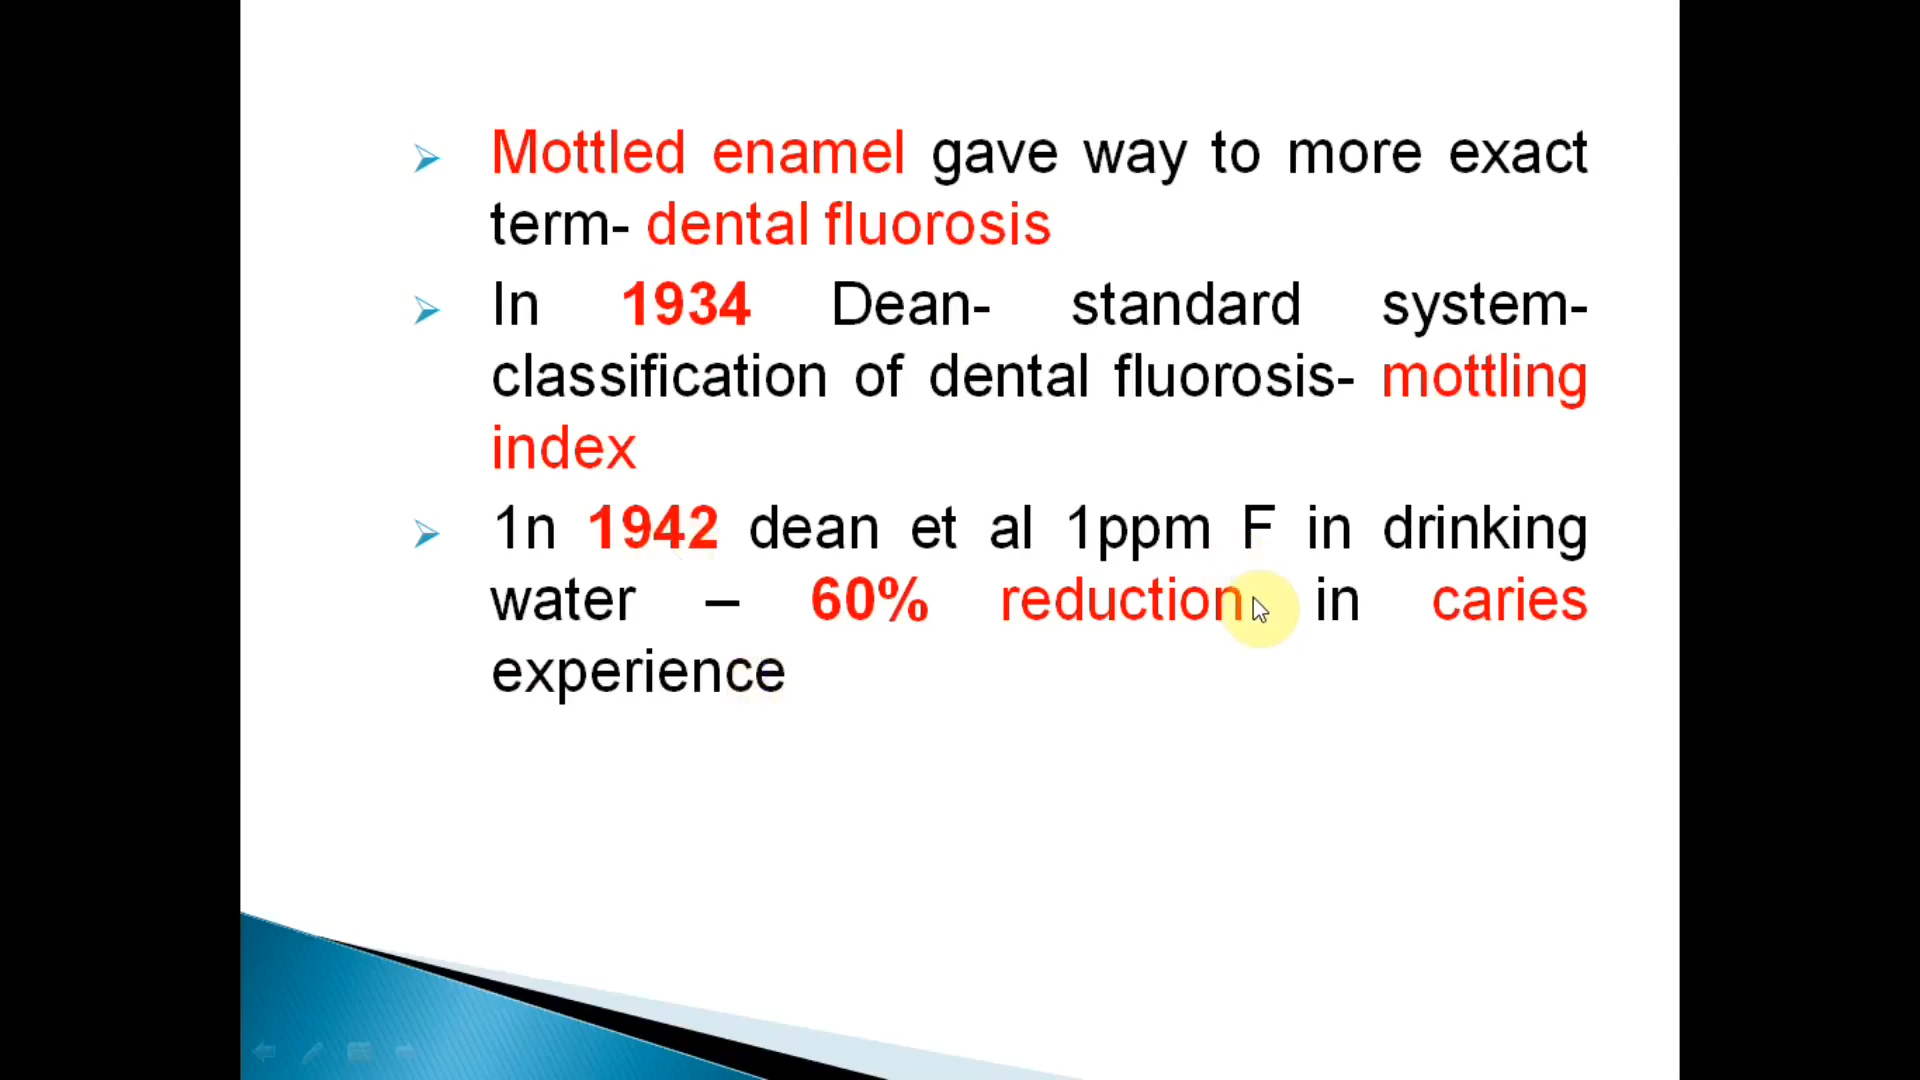 Mottled enamel gave way to more exact
term- dental fluorosis
In 1934 Dean- standard system-
classification of dental fluorosis- mottling
index
1n 1942 dean et al 1ppm F in drinking
water – 60% reduction in caries
experience